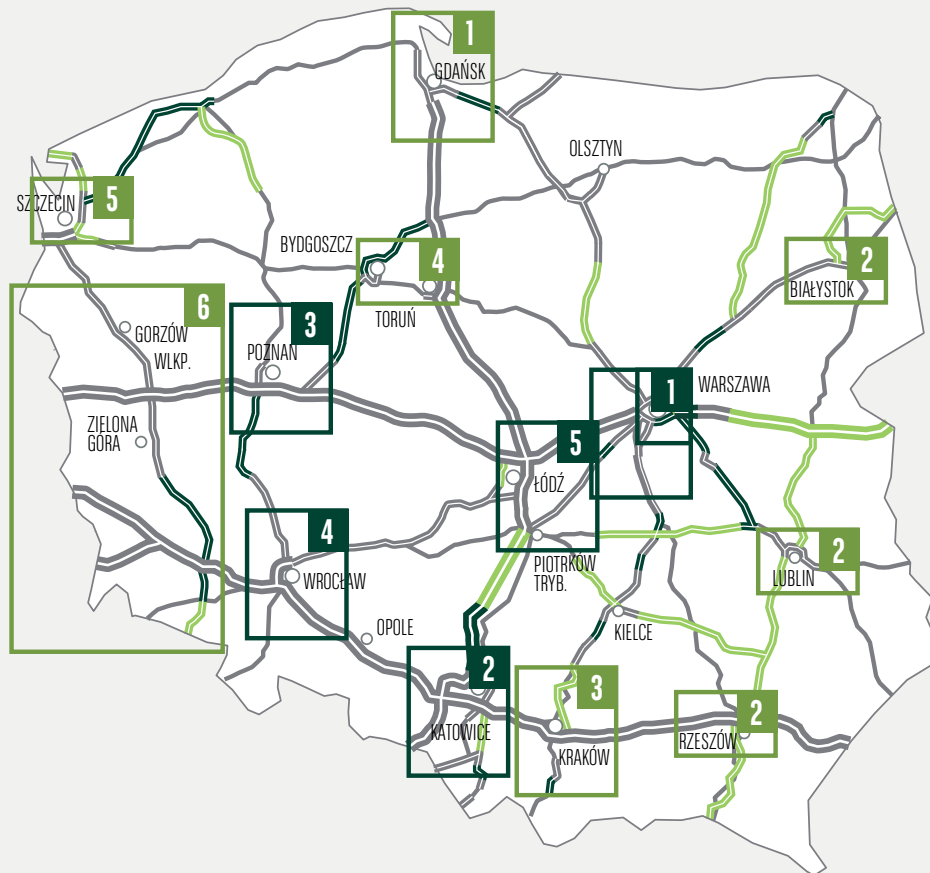 1
GDAŃSK
OLSZTYN
5
SZCZECIN
BYDGOSZCZ
4
TORUŃ
2
BIAŁYSTOK
6
GORZÓW
WLKP.
3
POZNAŃ
1
WARSZAWA
ZIELONA
GÓRA
5
ŁÓDŹ
4
WROCŁAW
PIOTRKÓW
TRYB.
2
LUBLIN
OPOLE
KIELCE
2
KATOWICE
3
KRAKÓW
2
RZESZÓW